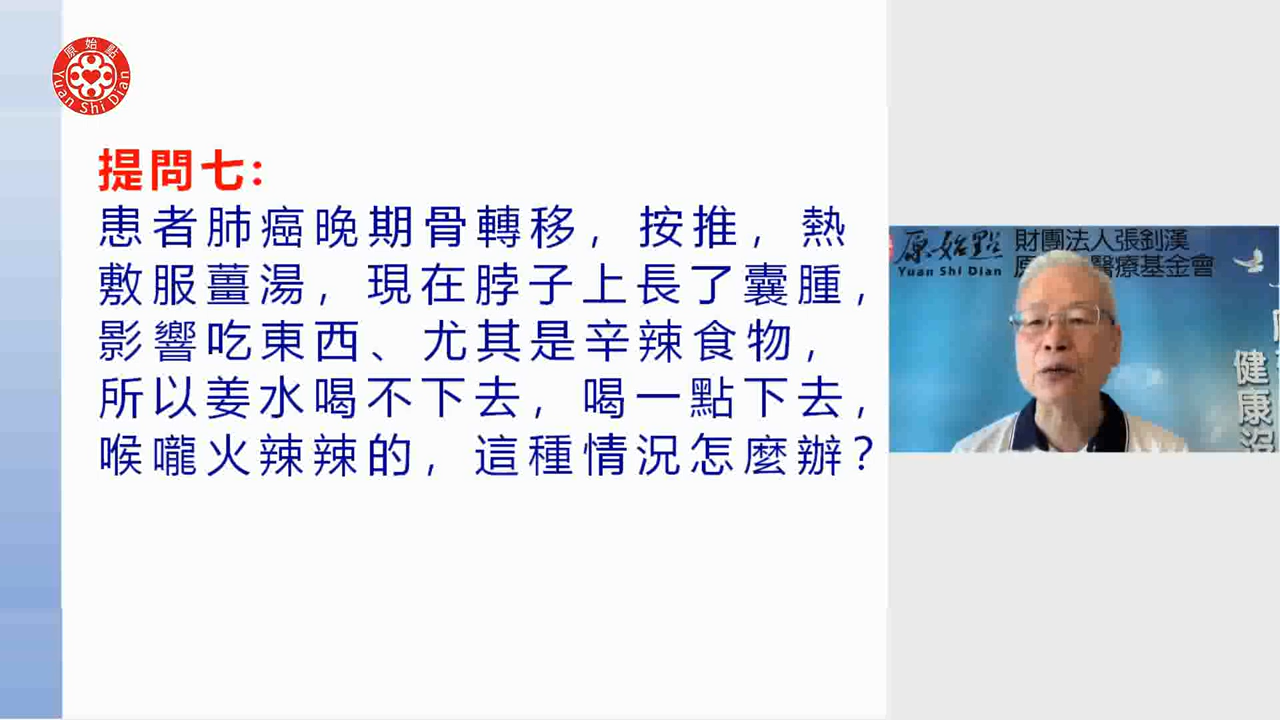 原始點
Yuan Shi Dian
提問七:
患者肺癌晚期骨轉移，按推，熱
敷服薑湯，現在脖子上長了囊腫，
影響吃東西、尤其是辛辣食物，
所以姜水喝不下去，喝一點下去，
喉嚨火辣辣的，這種情況怎麼辦？
原始點
Yuan Shi Dian
財團法人張釗漢
醫療基金會
健康